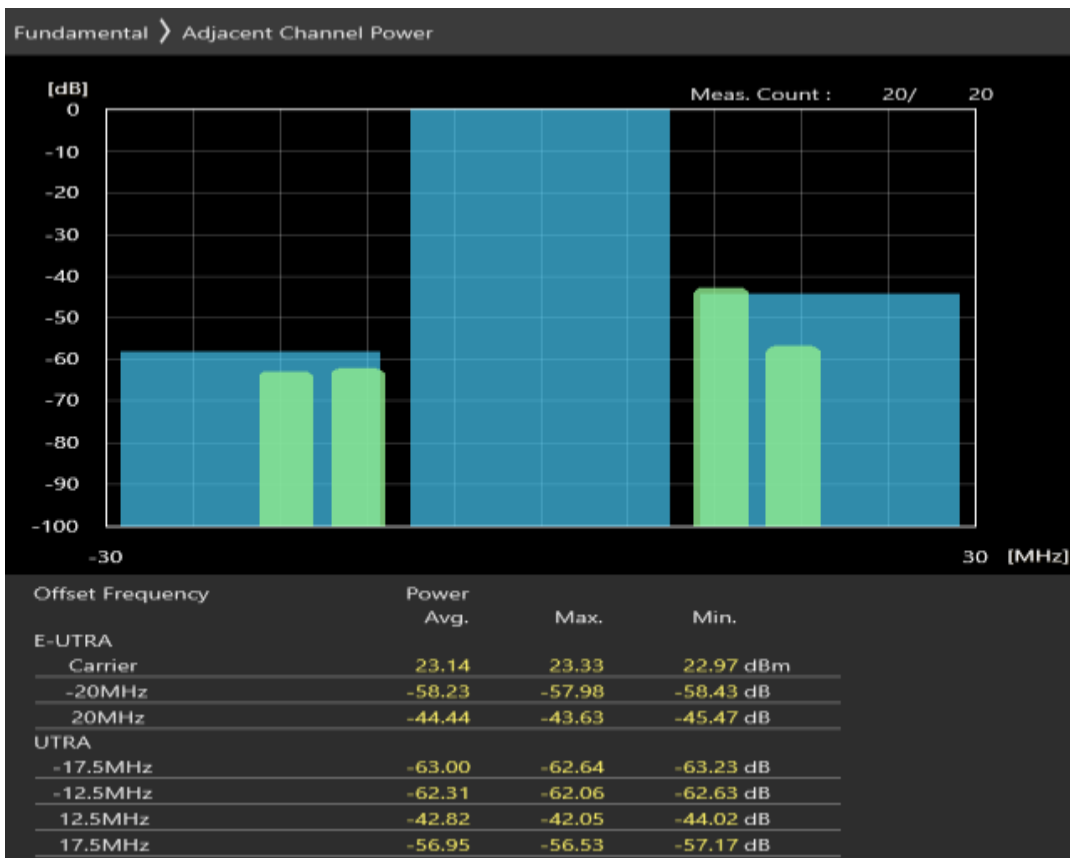 Fundamental 〉 Adjacent Channel Power
[dB]
Meas. Count : 20/ 20
0
-10
-20
-30
-40
-50
-60
-70
-80
-90
-100
-30 30 [MHz]
Offset Frequency Power
Avg. Max. Min.
E-UTRA
Carrier 23.14 23.33 22.97 dBm
-20MHz -58.23 -57.98 -58.43 dB
20MHz -44.44 -43.63 -45.47 dB
UTRA
-17.5MHz -63.00 -62.64 -63.23 dB
-12.5MHz -62.31 -62.06 -62.63 dB
12.5MHz -42.82 -42.05 -44.02 dB
17.5MHz -56.95 -56.53 -57.17 dB